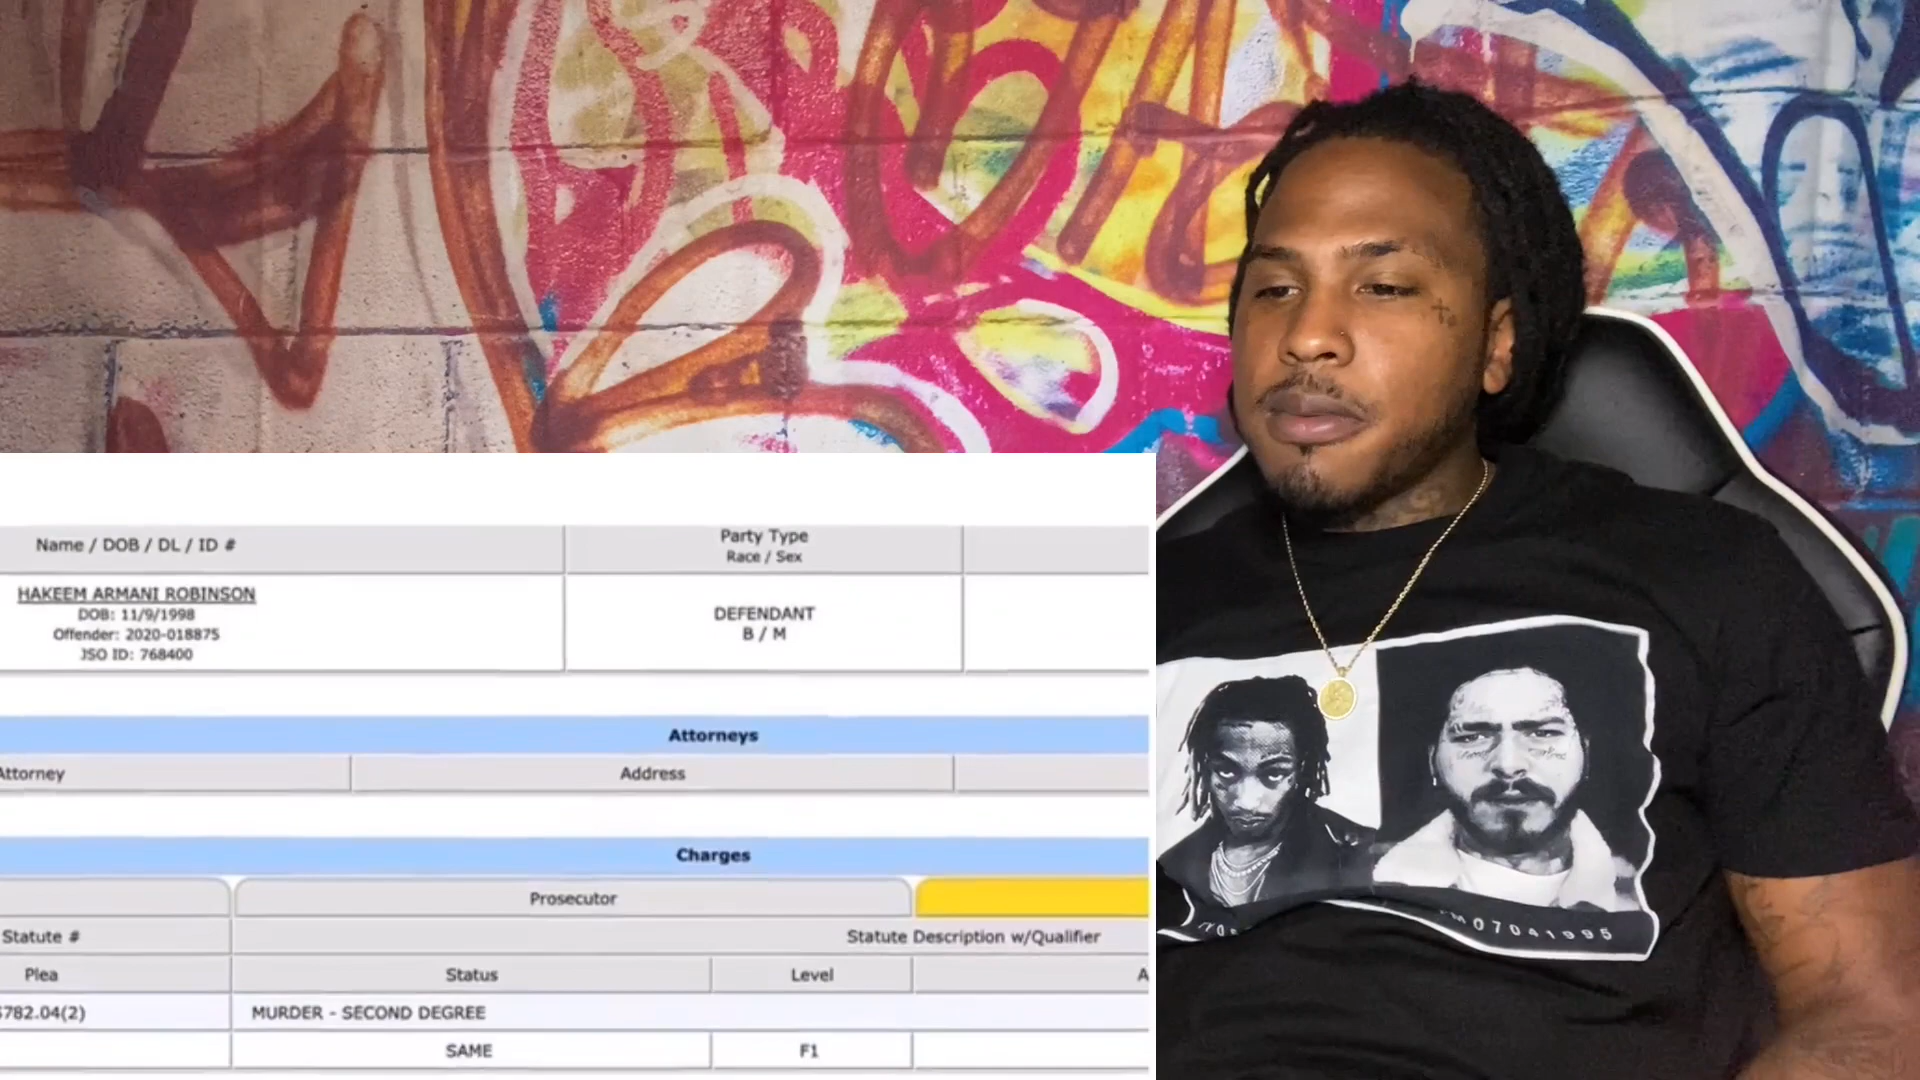 Name / DOB / DL / ID #
Party Type
Race / Sex
HAKEEM ARMANI ROBINSON
DOB: 11/9/1998
Offender: 2020-018875
JSO ID: 768400
DEFENDANT
B / M
Attorneys
Attorney
Address
Charges
Prosecutor
Statute #
Statute Description w/Qualifier
Plea
Status
Level
A
S782.04(2)
MURDER - SECOND DEGREE
SAME
F1
07041995